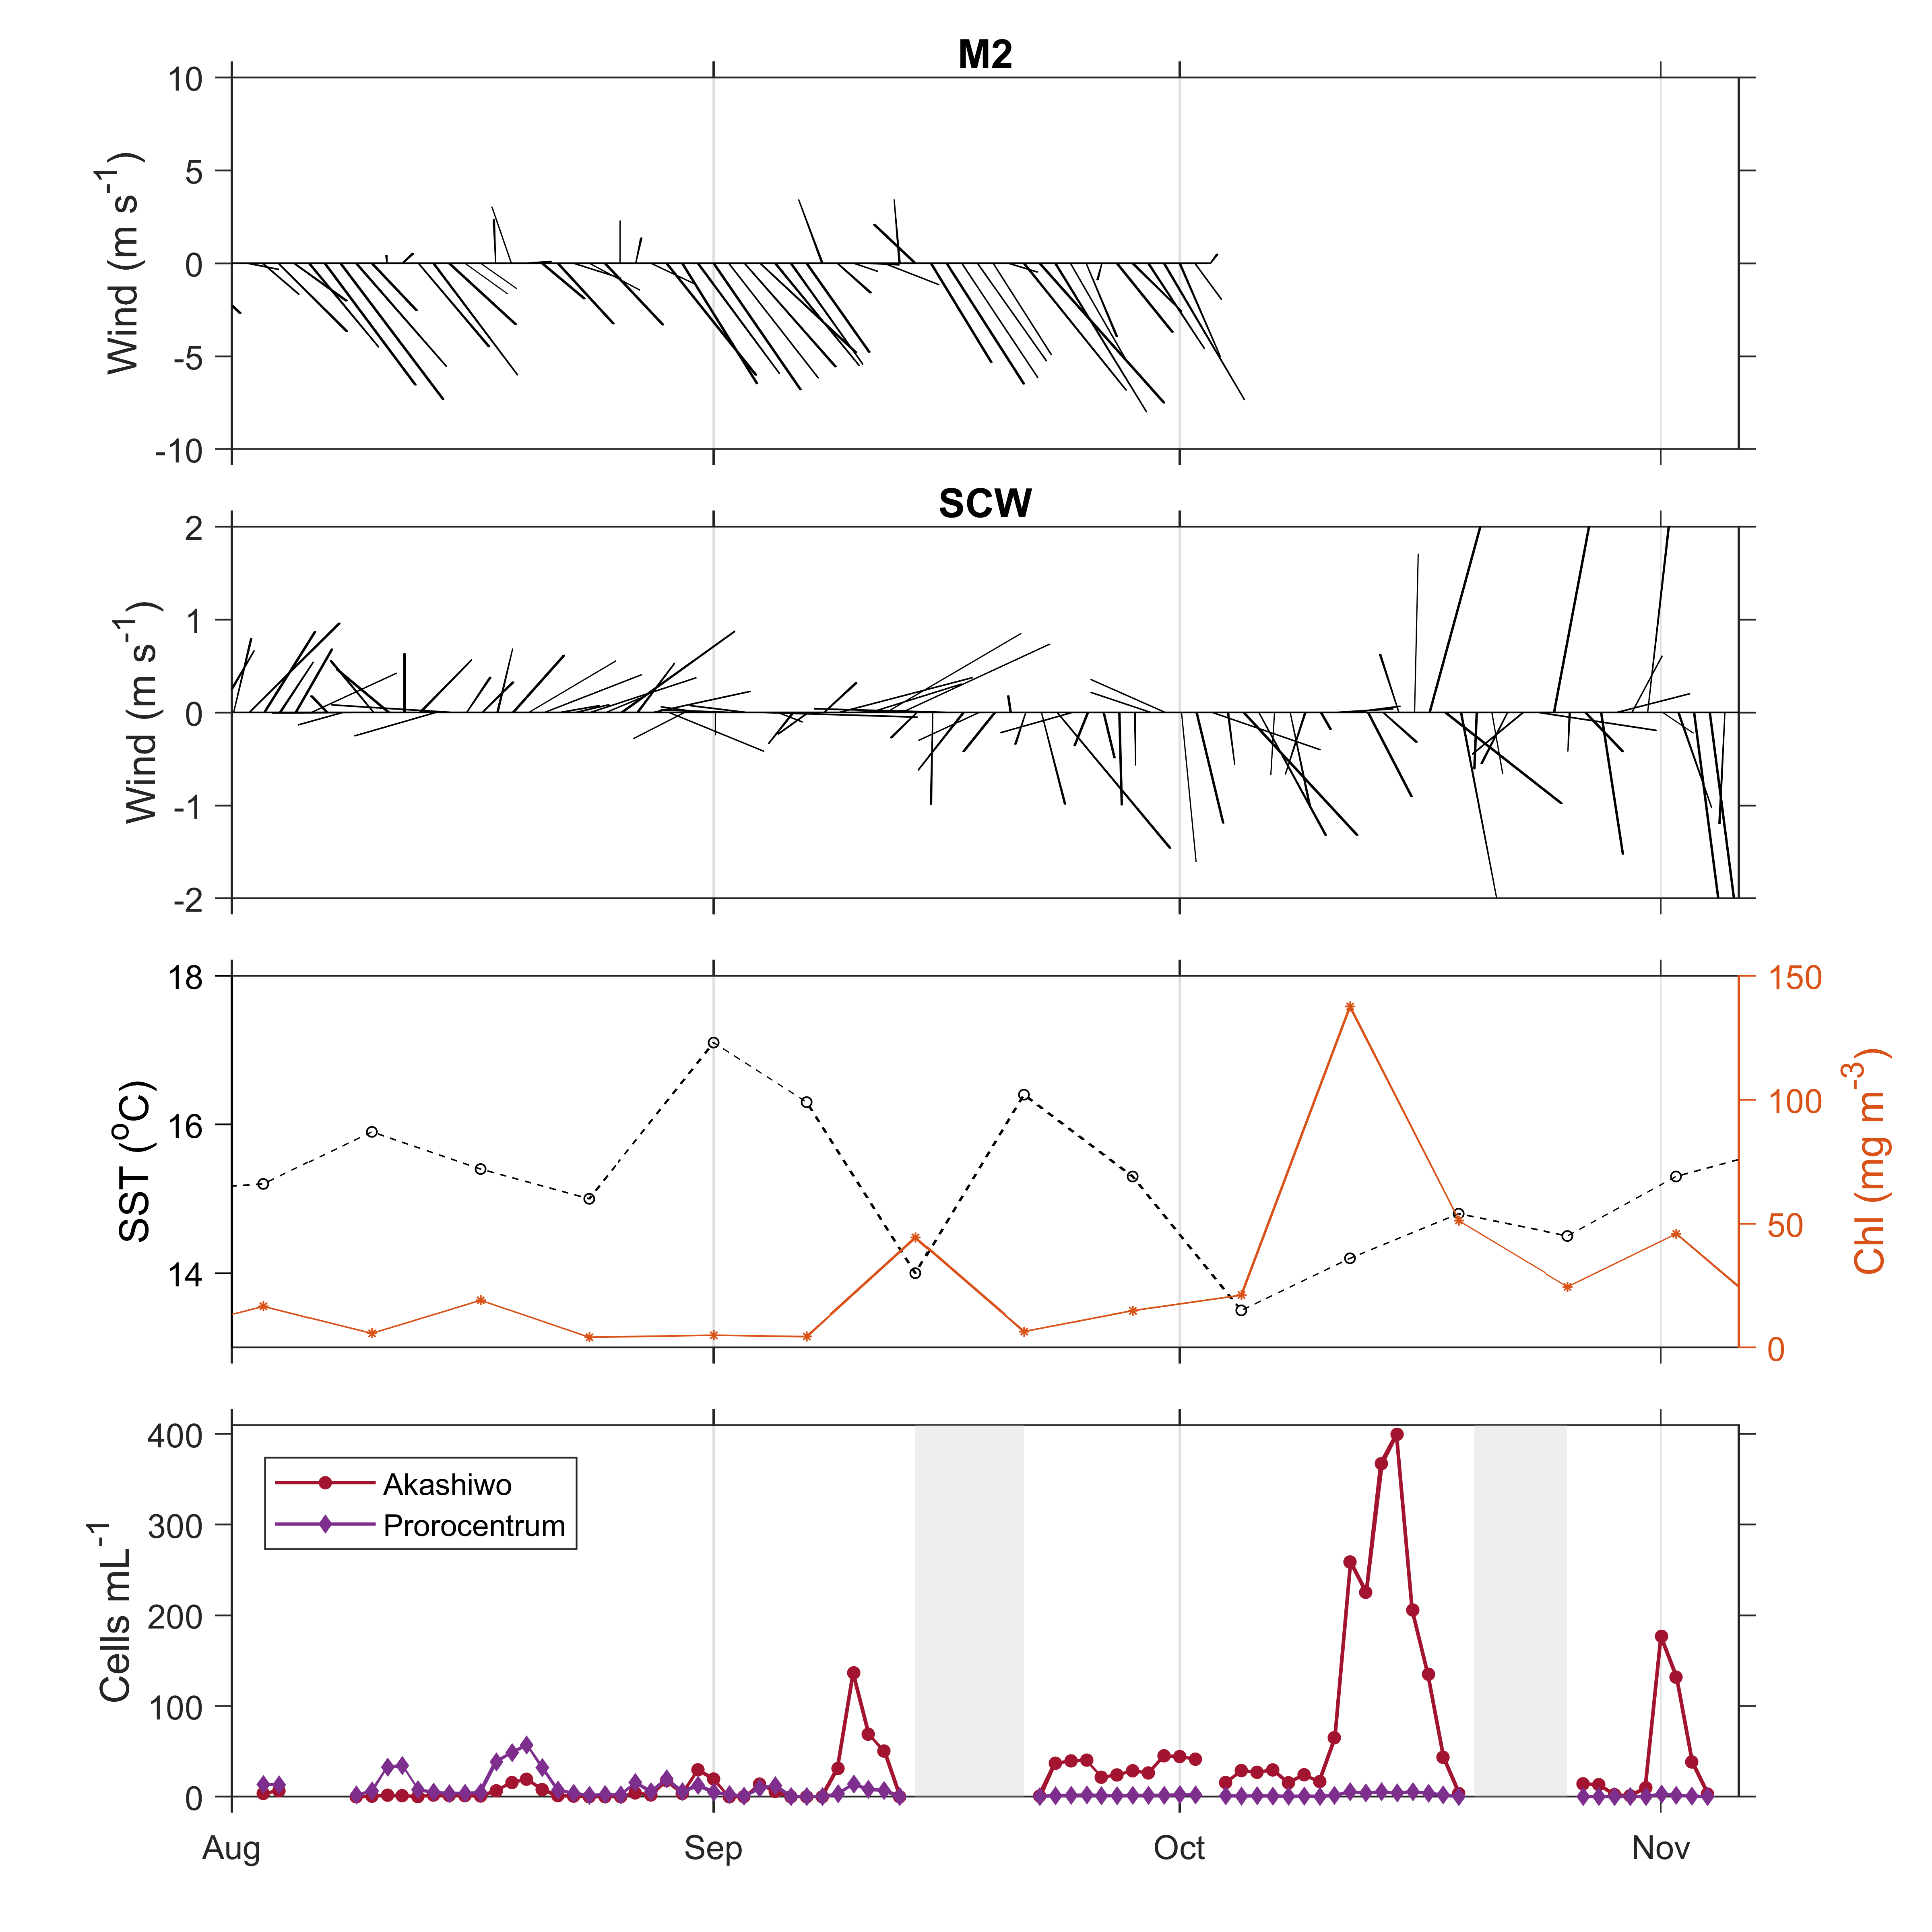 M2
10
5
0
-5
-10
Wind (m s⁻¹)
SCW
2
1
0
-1
-2
Wind (m s⁻¹)
18
16
14
SST (ᵒC)
150
100
50
0
Chl (mg m⁻³)
400
300
200
100
0
Cells mL⁻¹
Akashiwo
Prorocentrum
Aug Sep Oct Nov